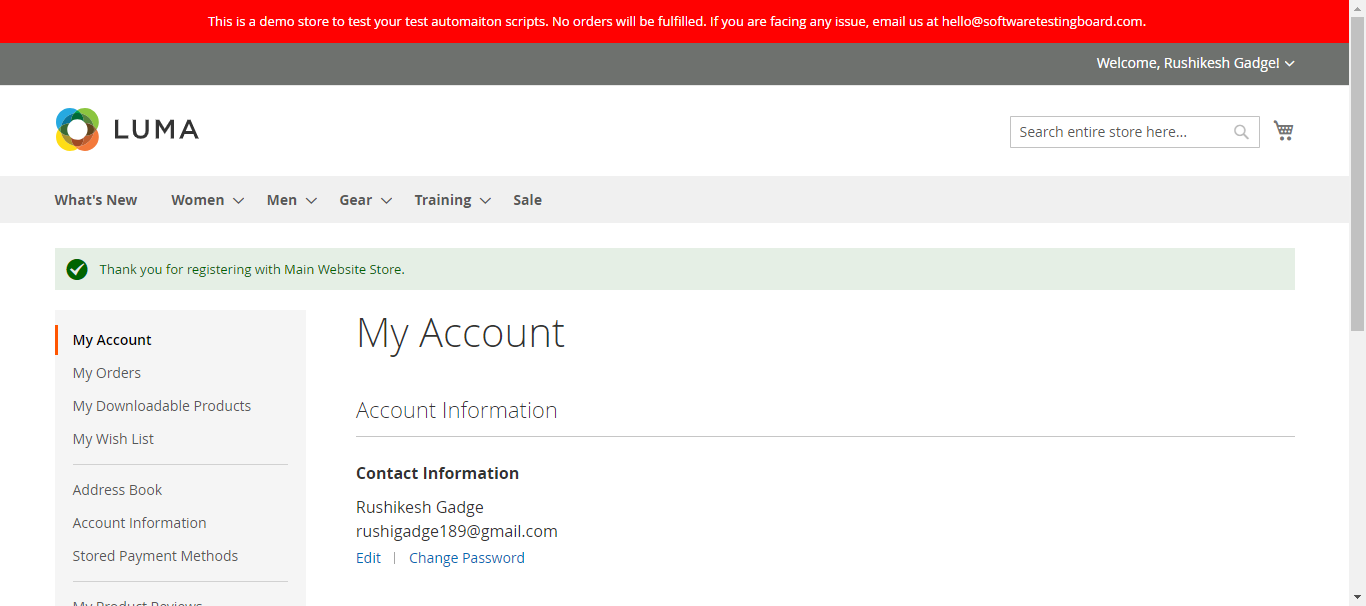 This is a demo store to test your test automaiton scripts. No orders will be fulfilled. If you are facing any issue, email us at hello@softwaretestingboard.com.
Welcome, Rushikesh Gadge!
LUMA
Search entire store here...
What's New Women Men Gear Training Sale
Thank you for registering with Main Website Store.
My Account
My Orders
My Downloadable Products
My Wish List
Address Book
Account Information
Stored Payment Methods
My Product Reviews
My Account
Account Information
Contact Information
Rushikesh Gadge
rushigadge189@gmail.com
Edit | Change Password